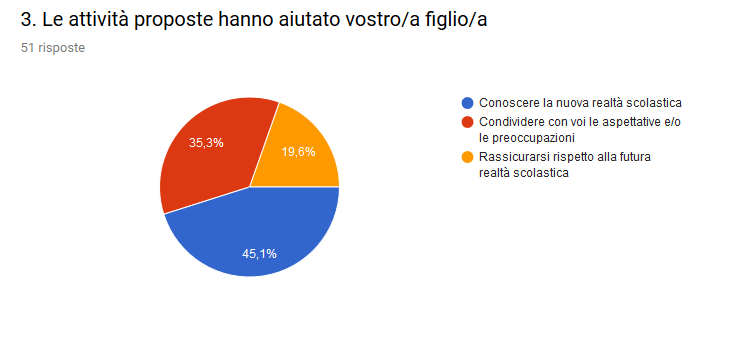 3. Le attività proposte hanno aiutato vostro/a figlio/a
51 risposte
35,3%
19,6%
45,1%
Conoscere la nuova realtà scolastica
Condividere con voi le aspettative e/o
le preoccupazioni
Rassicurarsi rispetto alla futura
realtà scolastica